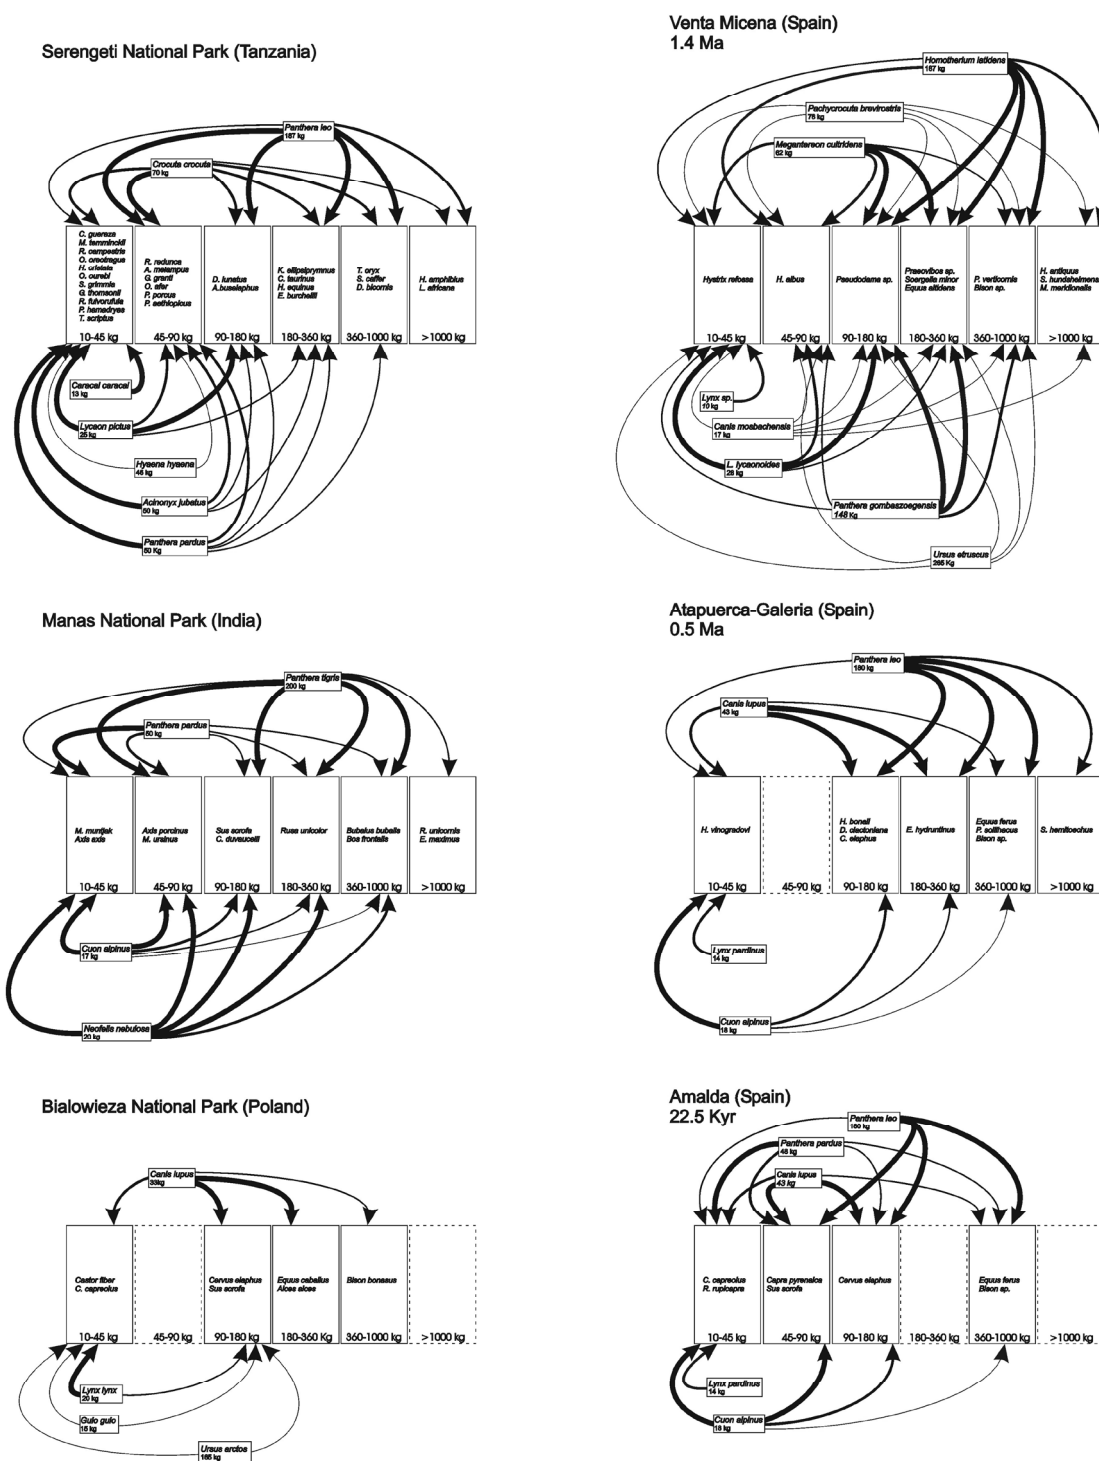 Serengeti National Park (Tanzania)
Panthera leo
187 kg
Crocuta crocuta
70 kg
C. guereza
M. temminckii
R. campestris
O. oreotragus
O. ourebi
S. grimmia
G. thomsonii
R. fulvorufula
P. hamadryas
T. scriptus
10-45 kg
R. redunca
A. melampus
G. granti
O. afer
P. porcus
P. aethiopicus
45-90 kg
D. lunatus
A.buselaphus
90-180 kg
K. ellipsiprymnus
C. taurinus
H. equinus
E. burchellii
180-360 kg
T. oryx
S. caffer
D. bicornis
360-1000 kg
H. amphibius
L. africana
>1000 kg
Caracal caracal
13 kg
Lycaon pictus
25 kg
Hyaena hyaena
Acinonyx jubatus
50 kg
Panthera pardus
Manas National Park (India)
Panthera tigris
200 kg
Panthera pardus
M. muntjak
Axis axis
10-45 kg
Axis porcinus
M. ursinus
45-90 kg
Sus scrofa
C. duvaucelii
90-180 kg
Rusa unicolor
180-360 kg
Bubalus bubalis
Bos frontalis
360-1000 kg
R. unicornis
E. maximus
>1000 kg
Cuon alpinus
17 kg
Neofelis nebulosa
20 kg
Bialowieza National Park (Poland)
Canis lupus
33kg
Castor fiber
C. capreolus
10-45 kg
45-90 kg
Cervus elaphus
Sus scrofa
90-180 kg
Equus caballus
Alces alces
180-360 Kg
Bison bonasus
360-1000 kg
>1000 kg
Lynx lynx
20 kg
Gulo gulo
15 kg
Ursus arctos
Venta Micena (Spain)
1.4 Ma
Homotherium latidens
187 kg
Pachycrocuta brevirostris
Megantereon cultridens
62 kg
Hystrix refossa
10-45 kg
H. albus
45-90 kg
Pseudodama sp.
90-180 kg
Praeovibos sp.
Soergelia minor
Equus altidens
180-360 kg
P. verticornis
Bison sp.
360-1000 kg
H. antiquus
S. hundsheimensis
M. meridionalis
>1000 kg
Lynx sp.
10 kg
Canis mosbachensis
17 kg
L. lycaonoides
28 kg
Panthera gombaszoegensis
148 Kg
Ursus etruscus
Atapuerca-Galeria (Spain)
0.5 Ma
Panthera leo
Canis lupus
43 kg
H. vinogradovi
10-45 kg
45-90 kg
H. bonali
D. clactoniana
C. elaphus
90-180 kg
E. hydruntinus
180-360 kg
Equus ferus
Bison sp.
360-1000 kg
S. hemitoechus
>1000 kg
Lynx pardinus
14 kg
Cuon alpinus
18 kg
Amalda (Spain)
22.5 Kyr
Panthera leo
Panthera pardus
48 kg
Canis lupus
43 kg
C. capreolus
R. rupicapra
10-45 kg
Capra pyrenaica
Sus scrofa
45-90 kg
Cervus elaphus
90-180 kg
180-360 kg
Equus ferus
Bison sp.
360-1000 kg
>1000 kg
Lynx pardinus
14 kg
Cuon alpinus
18 kg